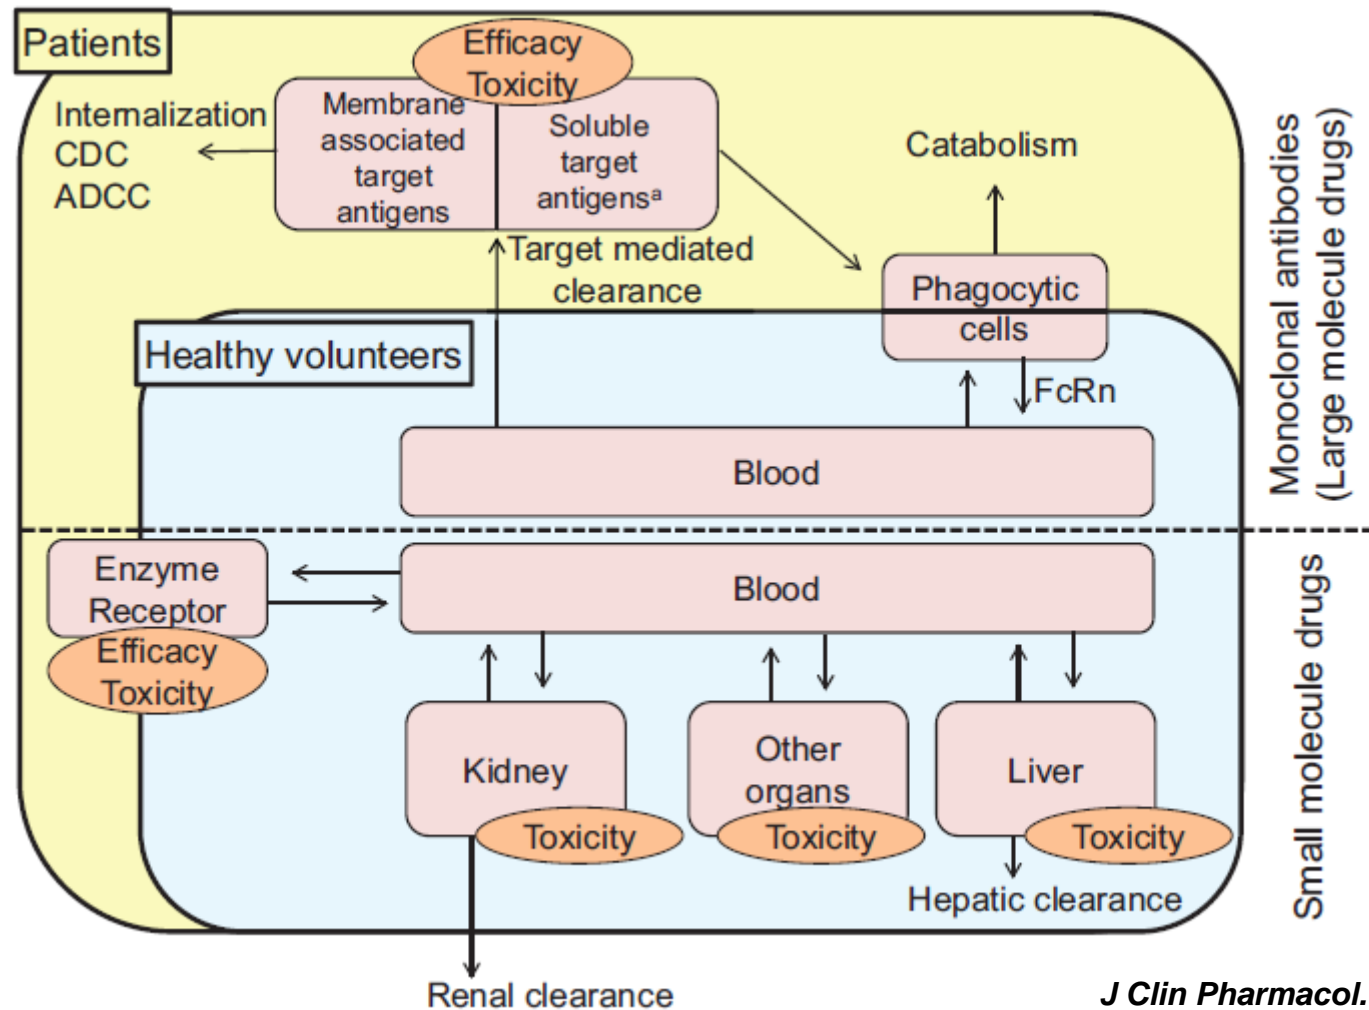 Patients
Efficacy
Toxicity
Internalization
CDC
ADCC
Membrane
associated
target
antigens
Soluble
target
antigensᵃ
Catabolism
Target mediated
clearance
Phagocytic
cells
FcRn
Healthy volunteers
Blood
Monoclonal antibodies
(Large molecule drugs)
Enzyme
Receptor
Efficacy
Toxicity
Blood
Kidney
Toxicity
Other
organs
Toxicity
Liver
Toxicity
Hepatic clearance
Renal clearance
Small molecule drugs
J Clin Pharmacol.